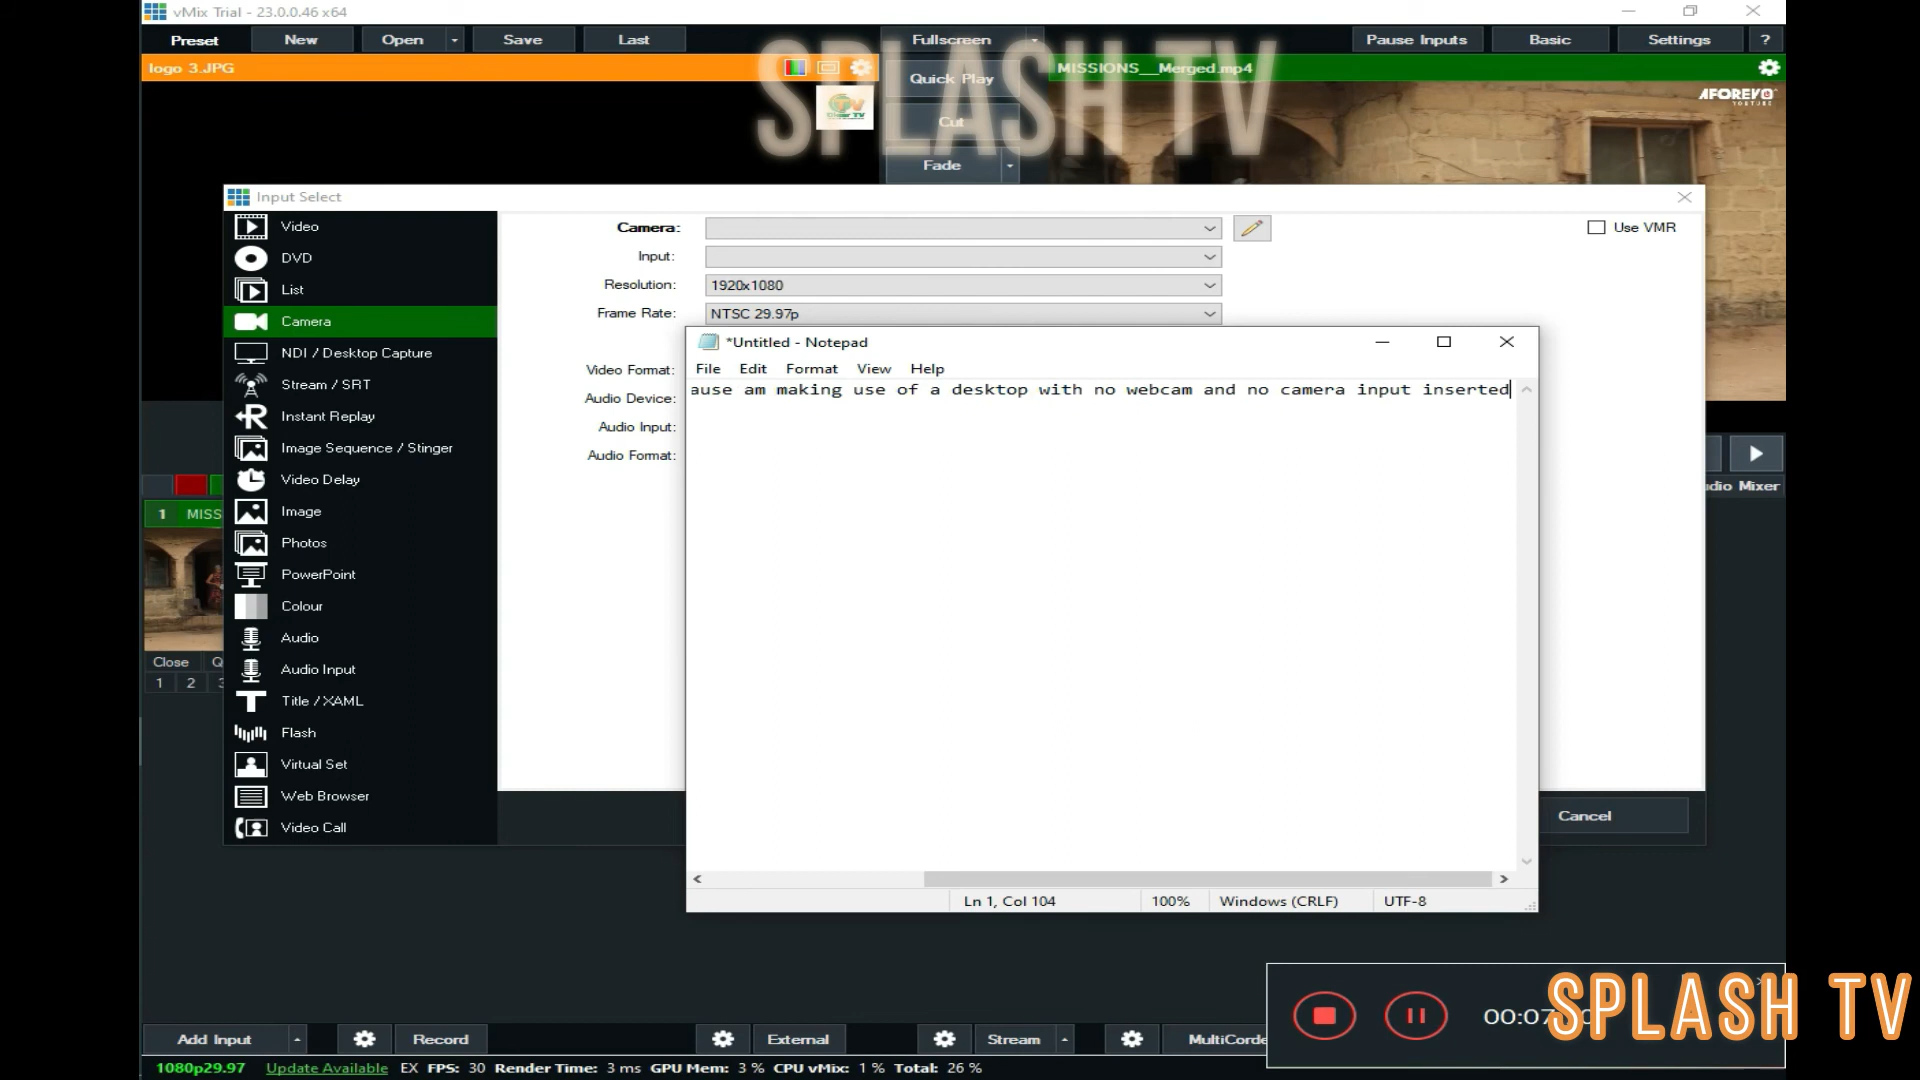 vMix Trial - 23.0.0.46 x64
Preset New Open Save Last Fullscreen Pause Inputs Basic Settings ?
logo 3.JPG
MISSIONS__Merged.mp4
SPLASH TV
Quick Play
Cut
Fade
TV
AFOREVO
YOUTUBE
Input Select
Video
DVD
List
Camera
NDI / Desktop Capture
Stream / SRT
Instant Replay
Image Sequence / Stinger
Video Delay
Image
Photos
PowerPoint
Colour
Audio
Audio Input
Title / XAML
Flash
Virtual Set
Web Browser
Video Call
Camera:
Use VMR
Input:
Resolution: 1920x1080
Frame Rate: NTSC 29.97p
Video Format:
Audio Device:
Audio Input:
Audio Format:
*Untitled - Notepad
File Edit Format View Help
ause am making use of a desktop with no webcam and no camera input inserted
Ln 1, Col 104 100% Windows (CRLF) UTF-8
Cancel
dio Mixer
1 MISS
Close Q
1 2 3
00:07
SPLASH TV
Add Input Record External Stream MultiCorde
1080p29.97 Update Available EX FPS: 30 Render Time: 3 ms GPU Mem: 3 % CPU vMix: 1 % Total: 26 %